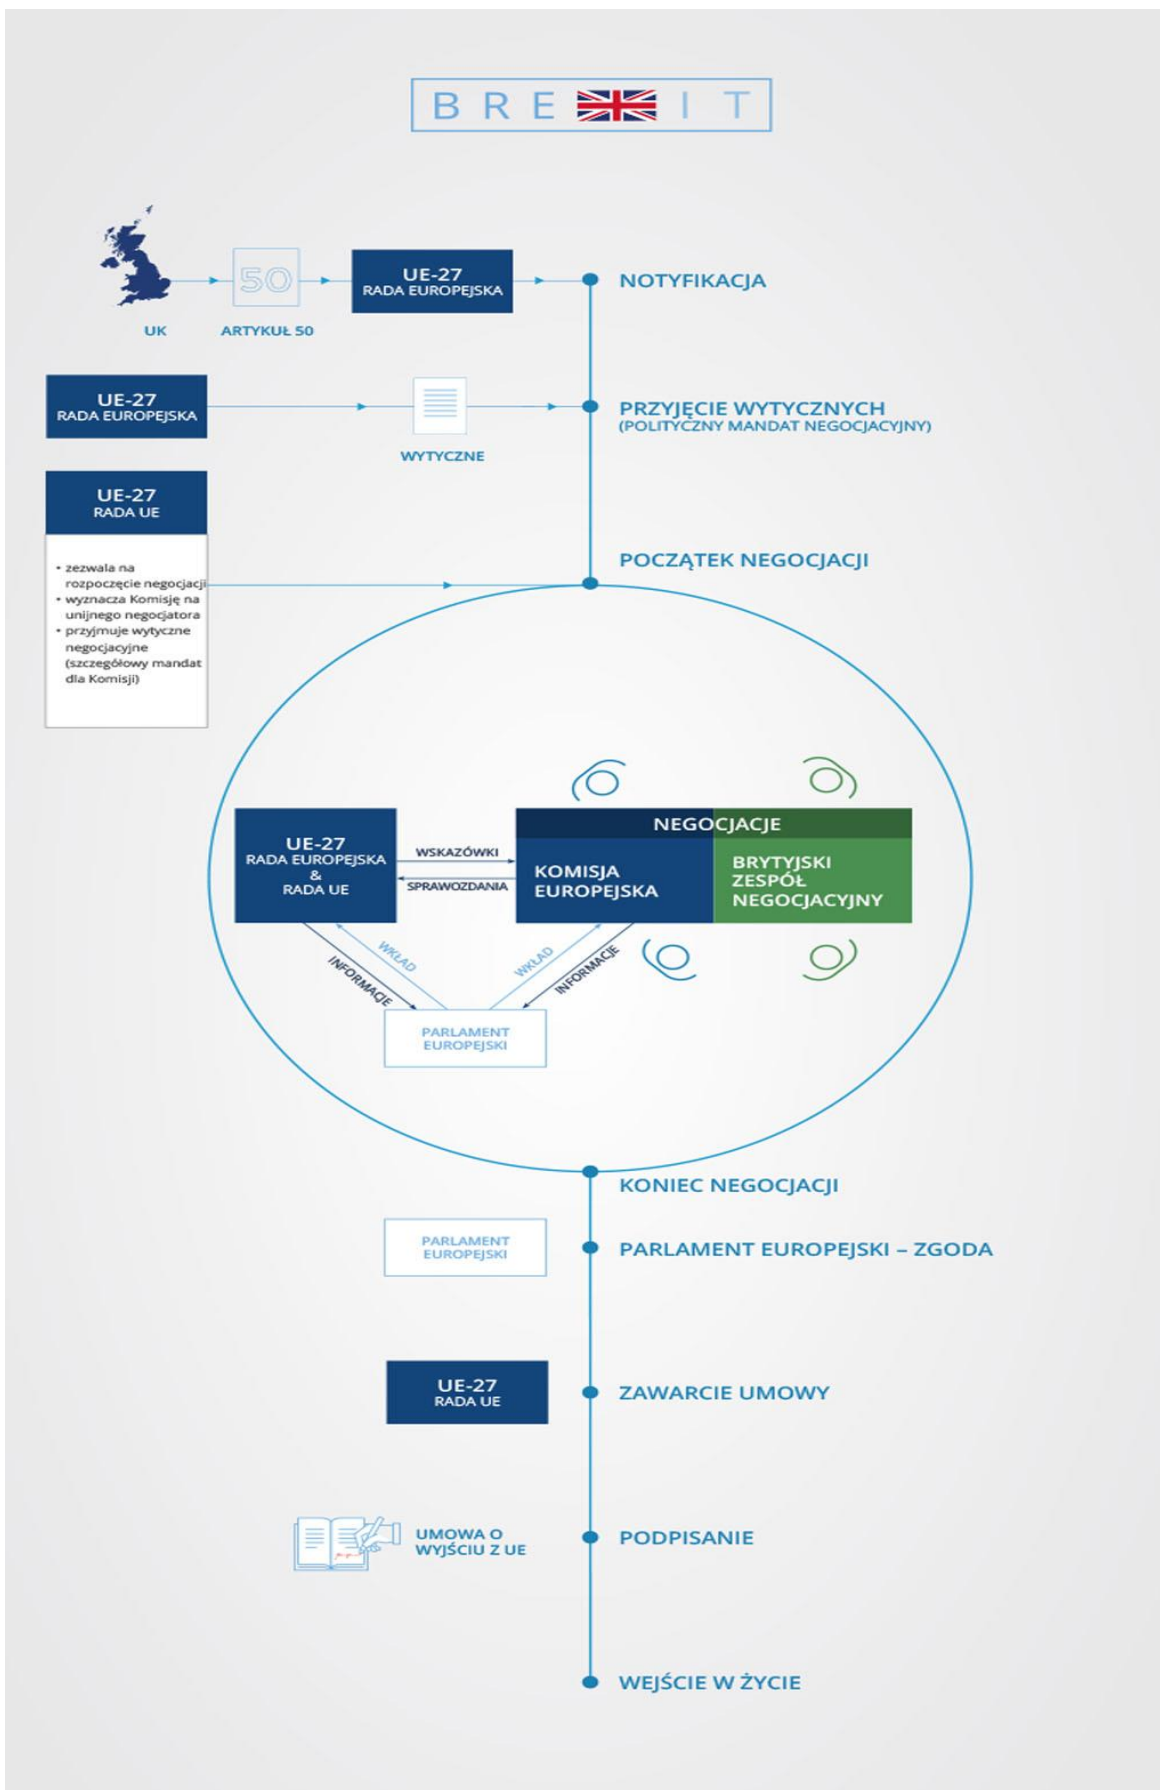 BREXIT
50
UE-27
RADA EUROPEJSKA
NOTYFIKACJA
UK
ARTYKUŁ 50
UE-27
RADA EUROPEJSKA
PRZYJĘCIE WYTYCZNYCH
(POLITYCZNY MANDAT NEGOCJACYJNY)
WYTYCZNE
UE-27
RADA UE
• zezwala na
rozpoczęcie negocjacji
• wyznacza Komisję na
unijnego negocjatora
• przyjmuje wytyczne
negocjacyjne
(szczegółowy mandat
dla Komisji)
POCZĄTEK NEGOCJACJI
UE-27
RADA EUROPEJSKA
&
RADA UE
WSKAZÓWKI
SPRAWOZDANIA
NEGOCJACJE
KOMISJA
EUROPEJSKA
BRYTYJSKI
ZESPÓŁ
NEGOCJACYJNY
INFORMACJE
WKŁAD
WKŁAD
INFORMACJE
PARLAMENT
EUROPEJSKI
KONIEC NEGOCJACJI
PARLAMENT
EUROPEJSKI
PARLAMENT EUROPEJSKI – ZGODA
UE-27
RADA UE
ZAWARCIE UMOWY
UMOWA O
WYJŚCIU Z UE
PODPISANIE
WEJŚCIE W ŻYCIE